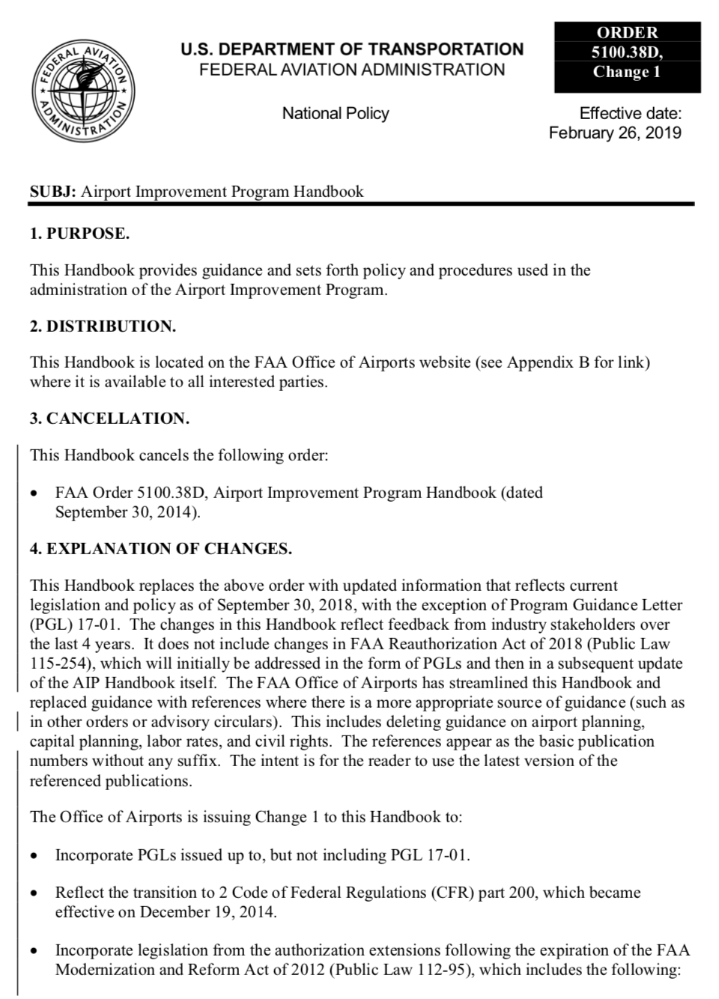 FEDERAL AVIATION
ADMINISTRATION
U.S. DEPARTMENT OF TRANSPORTATION
FEDERAL AVIATION ADMINISTRATION
National Policy
ORDER
5100.38D,
Change 1
Effective date:
February 26, 2019
SUBJ: Airport Improvement Program Handbook
1. PURPOSE.
This Handbook provides guidance and sets forth policy and procedures used in the
administration of the Airport Improvement Program.
2. DISTRIBUTION.
This Handbook is located on the FAA Office of Airports website (see Appendix B for link)
where it is available to all interested parties.
3. CANCELLATION.
This Handbook cancels the following order:
• FAA Order 5100.38D, Airport Improvement Program Handbook (dated
September 30, 2014).
4. EXPLANATION OF CHANGES.
This Handbook replaces the above order with updated information that reflects current
legislation and policy as of September 30, 2018, with the exception of Program Guidance Letter
(PGL) 17-01.  The changes in this Handbook reflect feedback from industry stakeholders over
the last 4 years.  It does not include changes in FAA Reauthorization Act of 2018 (Public Law
115-254), which will initially be addressed in the form of PGLs and then in a subsequent update
of the AIP Handbook itself.  The FAA Office of Airports has streamlined this Handbook and
replaced guidance with references where there is a more appropriate source of guidance (such as
in other orders or advisory circulars).  This includes deleting guidance on airport planning,
capital planning, labor rates, and civil rights.  The references appear as the basic publication
numbers without any suffix.  The intent is for the reader to use the latest version of the
referenced publications.
The Office of Airports is issuing Change 1 to this Handbook to:
• Incorporate PGLs issued up to, but not including PGL 17-01.
• Reflect the transition to 2 Code of Federal Regulations (CFR) part 200, which became
effective on December 19, 2014.
• Incorporate legislation from the authorization extensions following the expiration of the FAA
Modernization and Reform Act of 2012 (Public Law 112-95), which includes the following: